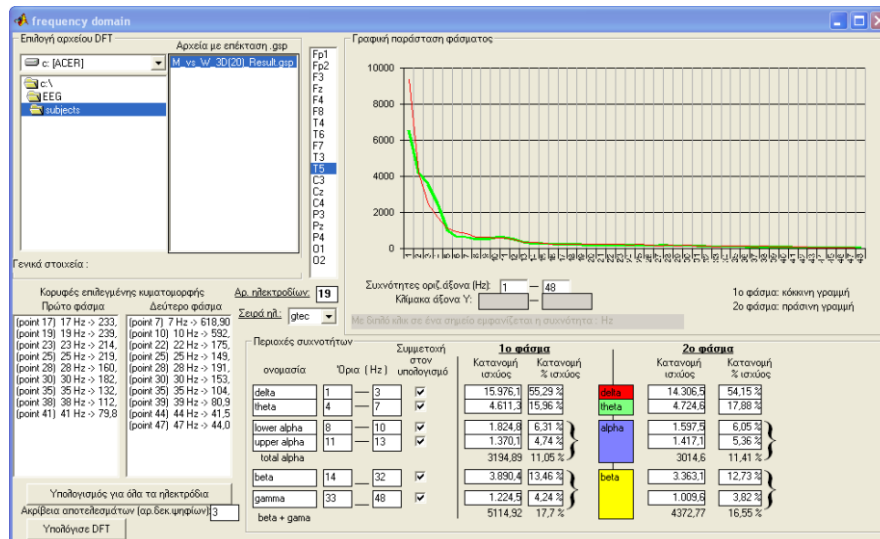 frequency domain
Επιλογή αρχείου DFT
Αρχεία με επέκταση .gsp
c: [ACER]
c:\
EEG
subjects
M_vs_W_3D(20)_Result.gsp
Fp1
Fp2
F3
Fz
F4
F8
T4
T6
F7
T3
T5
C3
Cz
C4
P3
Pz
P4
O1
O2
Γραφική παράσταση φάσματος
10000
8000
6000
4000
2000
0
Συχνότητες οριζ.άξονα (Hz): 1 — 48
Κλίμακα άξονα Y: —
Με διπλό κλικ σε ένα σημείο εμφανίζεται η συχνότητα : Hz
1ο φάσμα: κόκκινη γραμμή
2ο φάσμα: πράσινη γραμμή
Γενικά στοιχεία :
Κορυφές επιλεγμένης κυματομορφής
Πρώτο φάσμα Δεύτερο φάσμα
(point 17) 17 Hz -> 233,
(point 19) 19 Hz -> 239,
(point 23) 23 Hz -> 214,
(point 25) 25 Hz -> 219,
(point 28) 28 Hz -> 160,
(point 30) 30 Hz -> 182,
(point 35) 35 Hz -> 132,
(point 38) 38 Hz -> 112,
(point 41) 41 Hz -> 79,8
(point 7) 7 Hz -> 618,90
(point 10) 10 Hz -> 592,
(point 22) 22 Hz -> 175,
(point 25) 25 Hz -> 149,
(point 28) 28 Hz -> 191,
(point 30) 30 Hz -> 153,
(point 35) 35 Hz -> 104,
(point 39) 39 Hz -> 80,9
(point 44) 44 Hz -> 41,5
(point 47) 47 Hz -> 44,0
Αρ. ηλεκτροδίων: 19
Σειρά ηλ.: gtec
Υπολογισμός για όλα τα ηλεκτρόδια
Ακρίβεια αποτελεσμάτων (αρ.δεκ.ψηφίων): 3
Υπολόγισε DFT
Περιοχές συχνοτήτων
ονομασία Όρια ( Hz ) Συμμετοχή στον υπολογισμό
1ο φάσμα
Κατανομή ισχύος Κατανομή % ισχύος
2ο φάσμα
Κατανομή ισχύος Κατανομή % ισχύος
delta 1 — 3 15.976,1 55,29 % delta 14.306,5 54,15 %
theta 4 — 7 4.611,3 15,96 % theta 4.724,6 17,88 %
lower alpha 8 — 10 1.824,8 6,31 % alpha 1.597,5 6,05 %
upper alpha 11 — 13 1.370,1 4,74 % 1.417,1 5,36 %
total alpha 3194,89 11,05 % 3014,6 11,41 %
beta 14 — 32 3.890,4 13,46 % beta 3.363,1 12,73 %
gamma 33 — 48 1.224,5 4,24 % 1.009,6 3,82 %
beta + gama 5114,92 17,7 % 4372,77 16,55 %